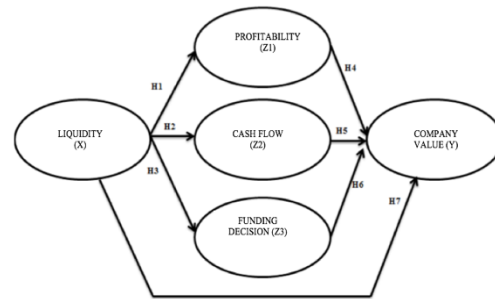 PROFITABILITY
(Z1)
H1
H4
LIQUIDITY
(X)
H2
CASH FLOW
(Z2)
H5
COMPANY
VALUE (Y)
H3
H6
H7
FUNDING
DECISION (Z3)